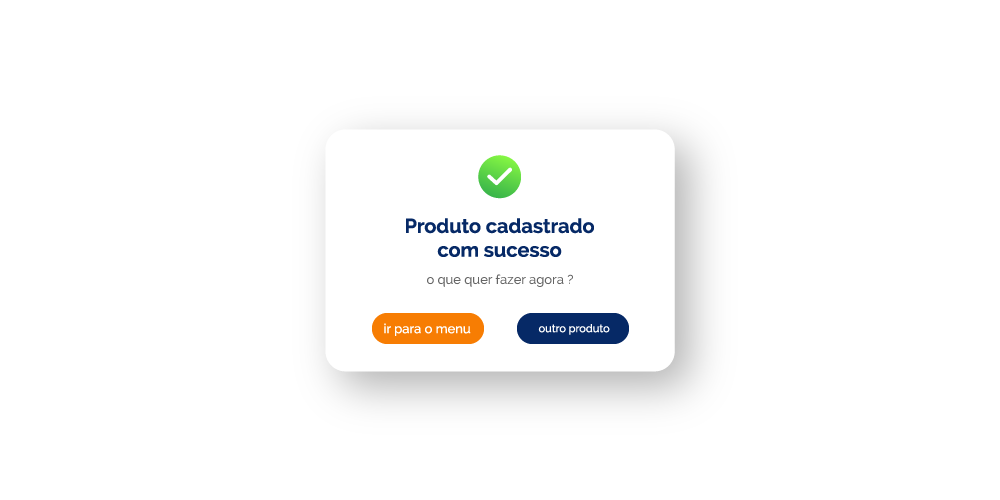 Produto cadastrado
com sucesso
o que quer fazer agora ?
ir para o menu
outro produto